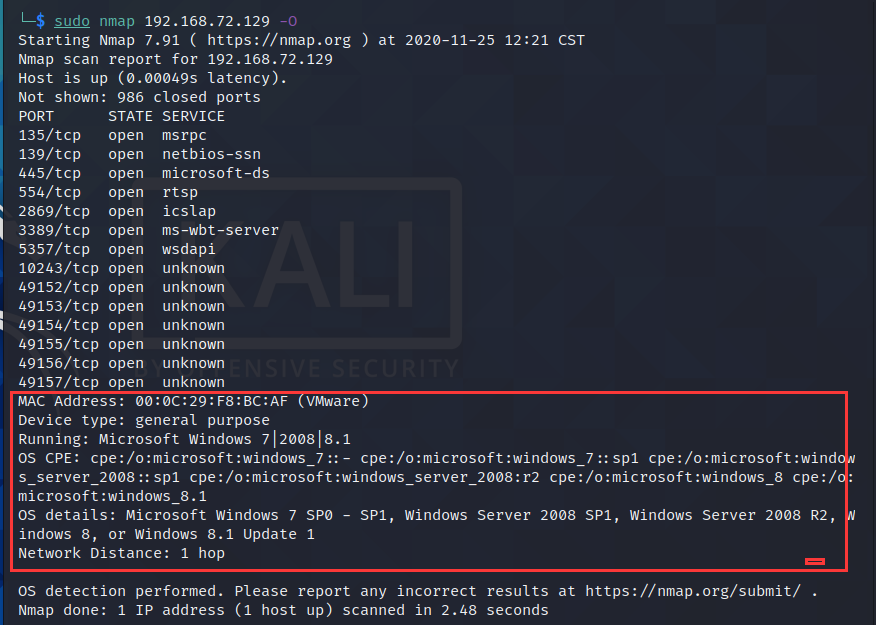 └─$ sudo nmap 192.168.72.129 -O
Starting Nmap 7.91 ( https://nmap.org ) at 2020-11-25 12:21 CST
Nmap scan report for 192.168.72.129
Host is up (0.00049s latency).
Not shown: 986 closed ports
PORT      STATE SERVICE
135/tcp   open  msrpc
139/tcp   open  netbios-ssn
445/tcp   open  microsoft-ds
554/tcp   open  rtsp
2869/tcp  open  icslap
3389/tcp  open  ms-wbt-server
5357/tcp  open  wsdapi
10243/tcp open  unknown
49152/tcp open  unknown
49153/tcp open  unknown
49154/tcp open  unknown
49155/tcp open  unknown
49156/tcp open  unknown
49157/tcp open  unknown
MAC Address: 00:0C:29:F8:BC:AF (VMware)
Device type: general purpose
Running: Microsoft Windows 7|2008|8.1
OS CPE: cpe:/o:microsoft:windows_7::- cpe:/o:microsoft:windows_7::sp1 cpe:/o:microsoft:window
s_server_2008::sp1 cpe:/o:microsoft:windows_server_2008:r2 cpe:/o:microsoft:windows_8 cpe:/o:
microsoft:windows_8.1
OS details: Microsoft Windows 7 SP0 - SP1, Windows Server 2008 SP1, Windows Server 2008 R2, W
indows 8, or Windows 8.1 Update 1
Network Distance: 1 hop
OS detection performed. Please report any incorrect results at https://nmap.org/submit/ .
Nmap done: 1 IP address (1 host up) scanned in 2.48 seconds
KALI
BY OFFENSIVE SECURITY